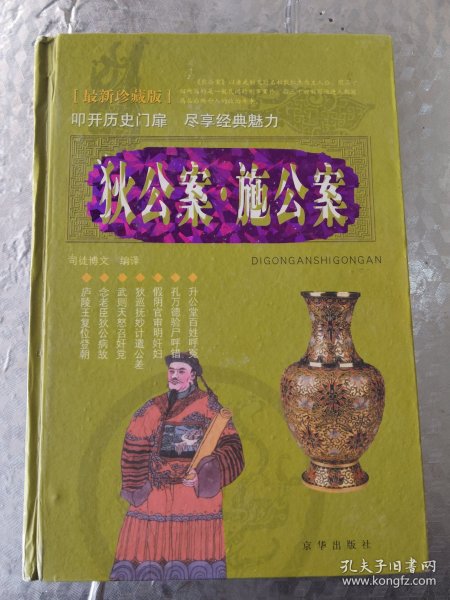 ［最新珍藏版］
叩开历史门扉 尽享经典魅力
狄公案·施公案
司徒博文 编译
DIGONGANSHIGONGAN
升公堂百姓呼冤
孔万德验尸呼错
假阴官审明奸妇
狄巡抚妙计遣公差
武则天怒召奸党
念老臣狄公病故
庐陵王复位登朝
京华出版社
孔夫子旧书网
www.kongfz.com